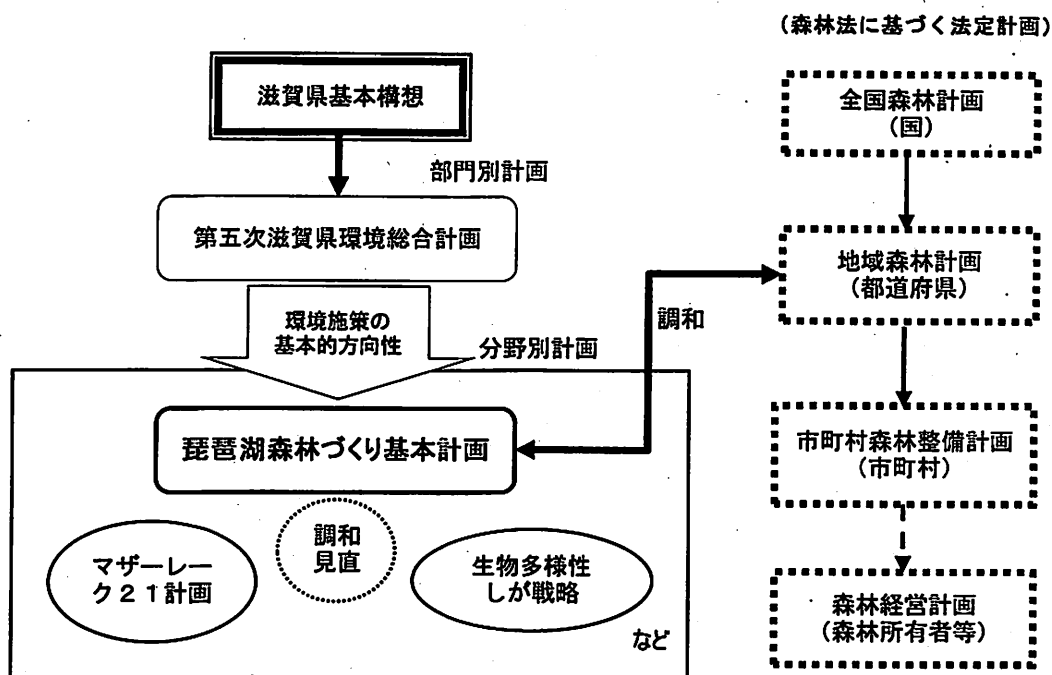 (森林法に基づく法定計画)
滋賀県基本構想
部門別計画
第五次滋賀県環境総合計画
環境施策の
基本的方向性
分野別計画
琵琶湖森林づくり基本計画
調和
見直
マザーレー
ク21計画
生物多様性
しが戦略
など
調和
全国森林計画
(国)
地域森林計画
(都道府県)
市町村森林整備計画
(市町村)
森林経営計画
(森林所有者等)